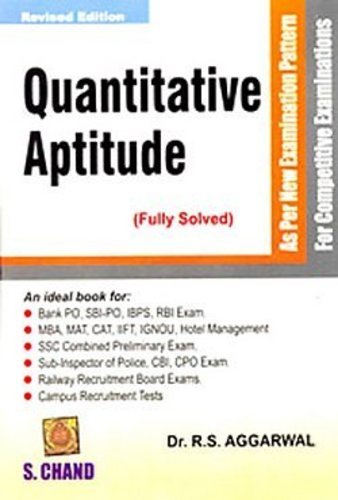 Revised Edition
Quantitative
Aptitude
(Fully Solved)
As Per New Examination Pattern
For Competitive Examinations
An ideal book for:
Bank PO, SBI-PO, IBPS, RBI Exam.
MBA, MAT, CAT, IIFT, IGNOU, Hotel Management
SSC Combined Preliminary Exam.
Sub-Inspector of Police, CBI, CPO Exam.
Railway Recruitment Board Exams.
Campus Recruitment Tests
Dr. R.S. AGGARWAL
S. CHAND